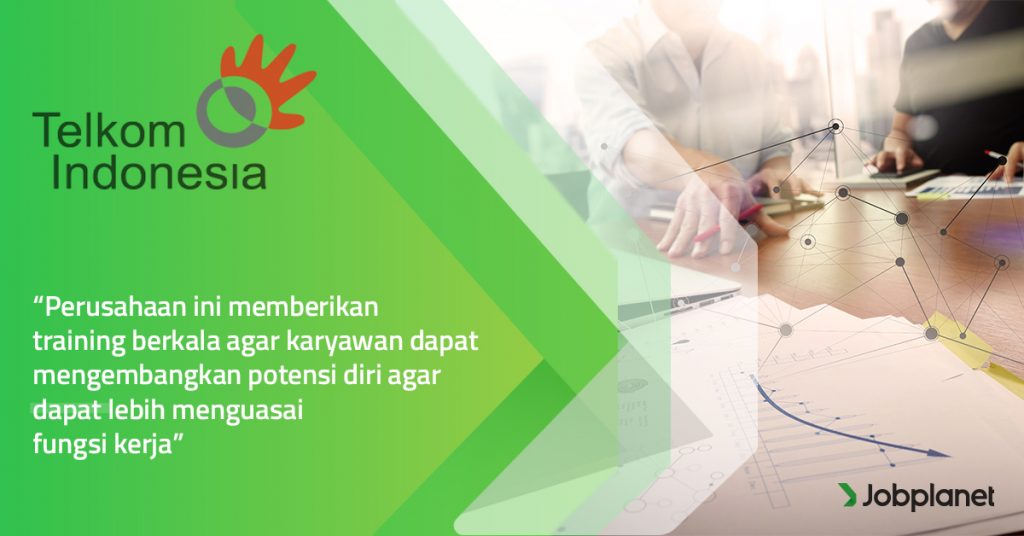 Telkom
Indonesia
“Perusahaan ini memberikan
training berkala agar karyawan dapat
mengembangkan potensi diri agar
dapat lebih menguasai
fungsi kerja”
Jobplanet